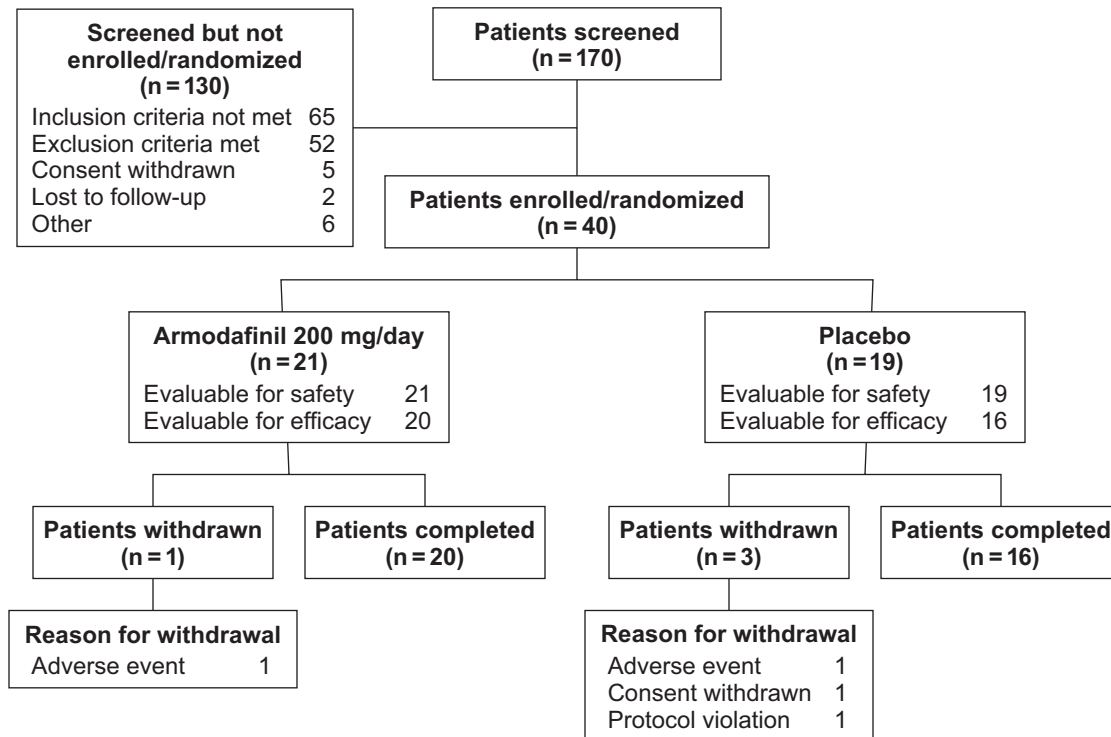 Screened but not
enrolled/randomized
(n = 130)
Inclusion criteria not met 65
Exclusion criteria met 52
Consent withdrawn 5
Lost to follow-up 2
Other 6
Patients screened
(n = 170)
Patients enrolled/randomized
(n = 40)
Armodafinil 200 mg/day
(n = 21)
Evaluable for safety 21
Evaluable for efficacy 20
Placebo
(n = 19)
Evaluable for safety 19
Evaluable for efficacy 16
Patients withdrawn
(n = 1)
Patients completed
(n = 20)
Patients withdrawn
(n = 3)
Patients completed
(n = 16)
Reason for withdrawal
Adverse event 1
Reason for withdrawal
Adverse event 1
Consent withdrawn 1
Protocol violation 1